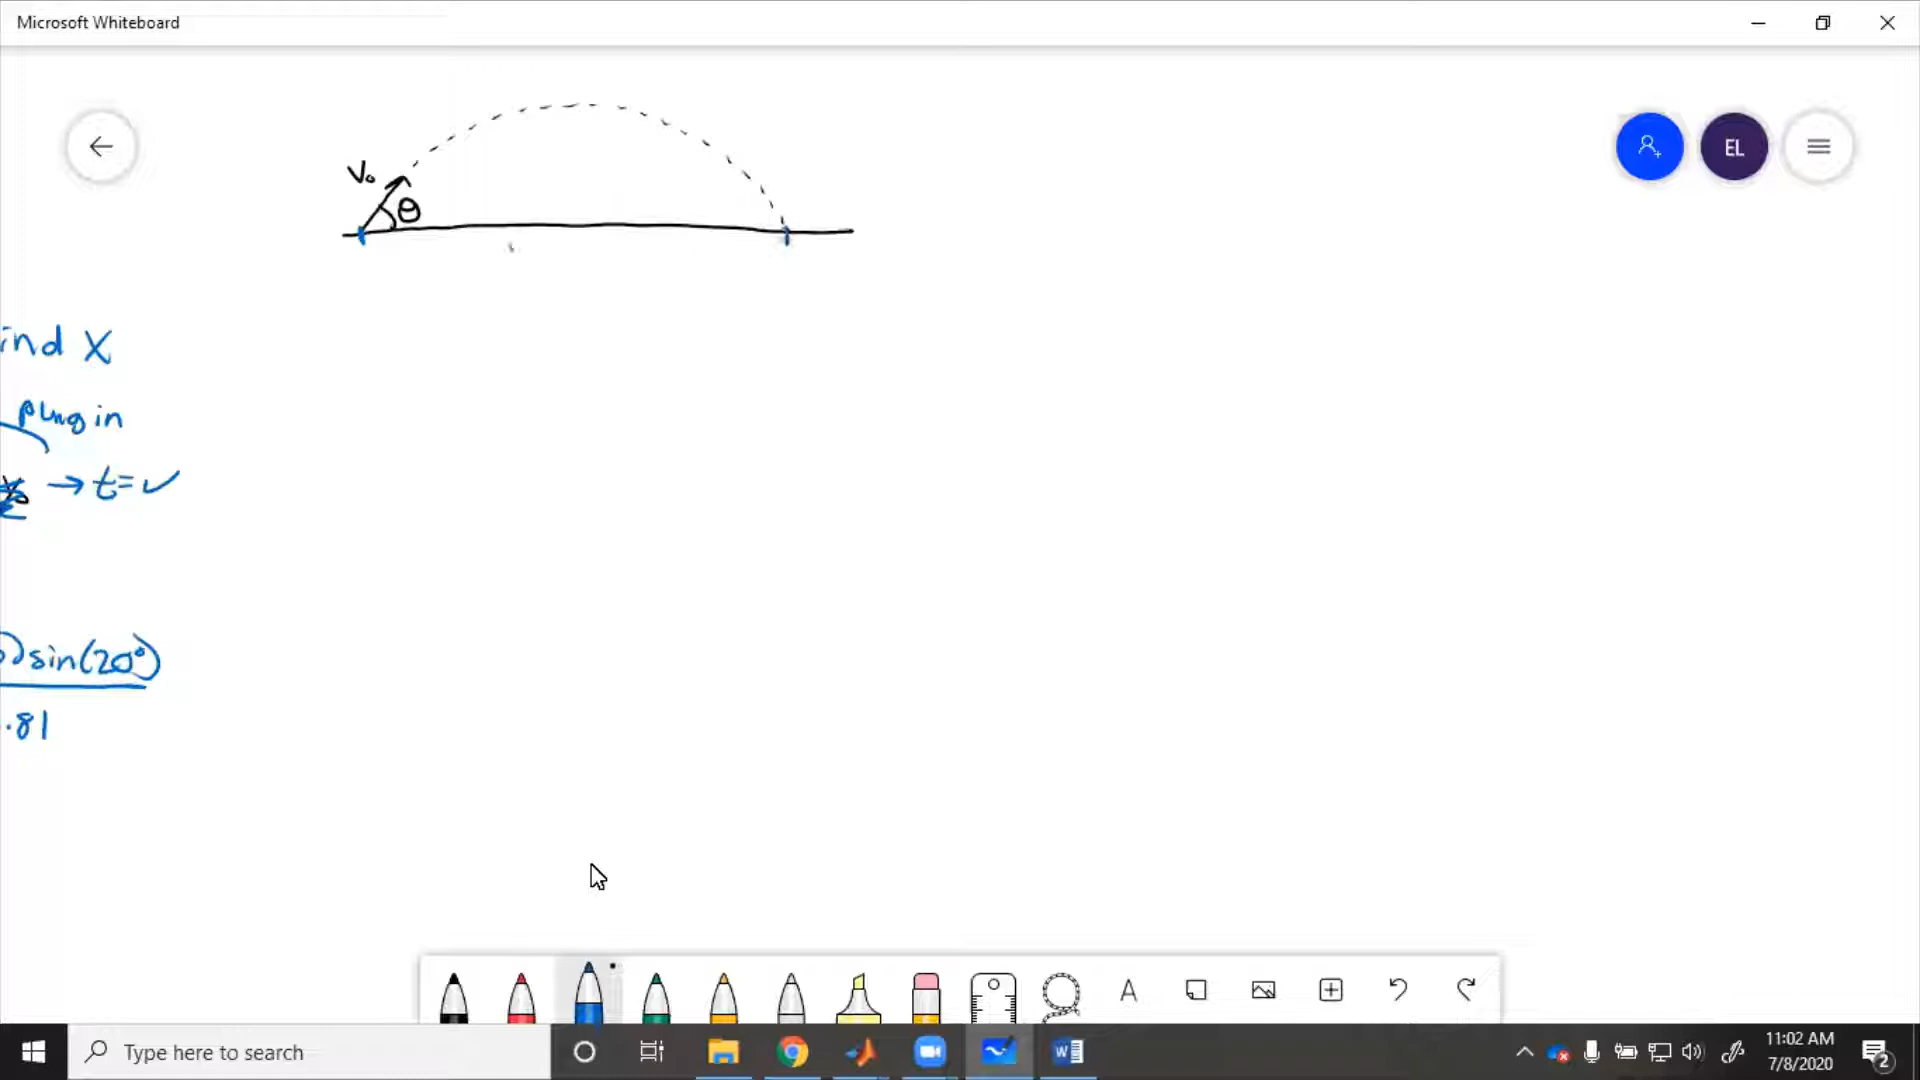 Microsoft Whiteboard
EL
V₀
θ
ind X
plug in
→ t = ✓
sin(20°)
.81
A
Type here to search
11:02 AM
7/8/2020
2